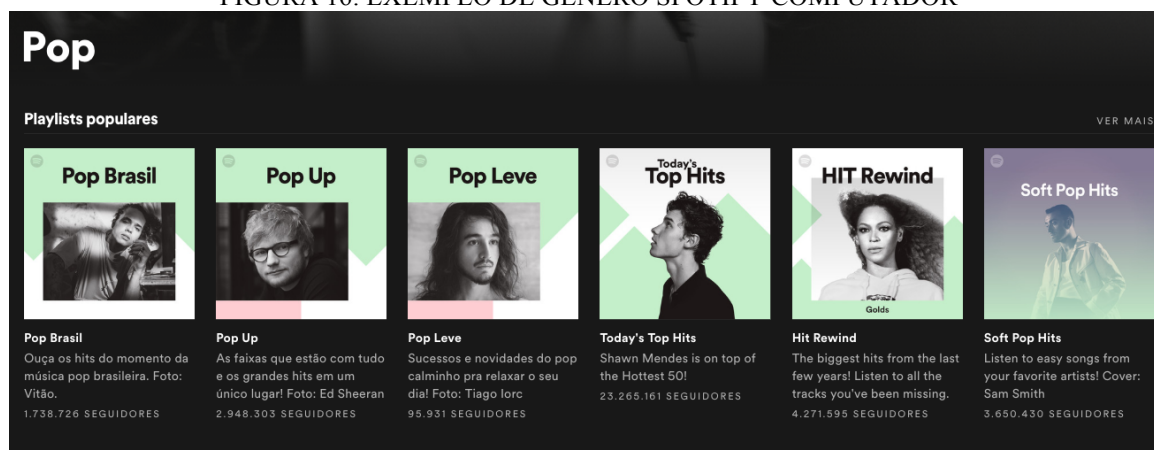 FIGURA 10: EXEMPLO DE GÊNERO SPOTIFY COMPUTADOR
Pop
Playlists populares
VER MAIS
Pop Brasil
Pop Up
Pop Leve
Today's
Top Hits
HIT Rewind
Golds
Soft Pop Hits
Pop Brasil
Ouça os hits do momento da
música pop brasileira. Foto:
Vitão.
1.738.726 SEGUIDORES
Pop Up
As faixas que estão com tudo
e os grandes hits em um
único lugar! Foto: Ed Sheeran
2.948.303 SEGUIDORES
Pop Leve
Sucessos e novidades do pop
calminho pra relaxar o seu
dia! Foto: Tiago Iorc
95.931 SEGUIDORES
Today's Top Hits
Shawn Mendes is on top of
the Hottest 50!
23.265.161 SEGUIDORES
Hit Rewind
The biggest hits from the last
few years! Listen to all the
tracks you've been missing.
4.271.595 SEGUIDORES
Soft Pop Hits
Listen to easy songs from
your favorite artists! Cover:
Sam Smith
3.650.430 SEGUIDORES